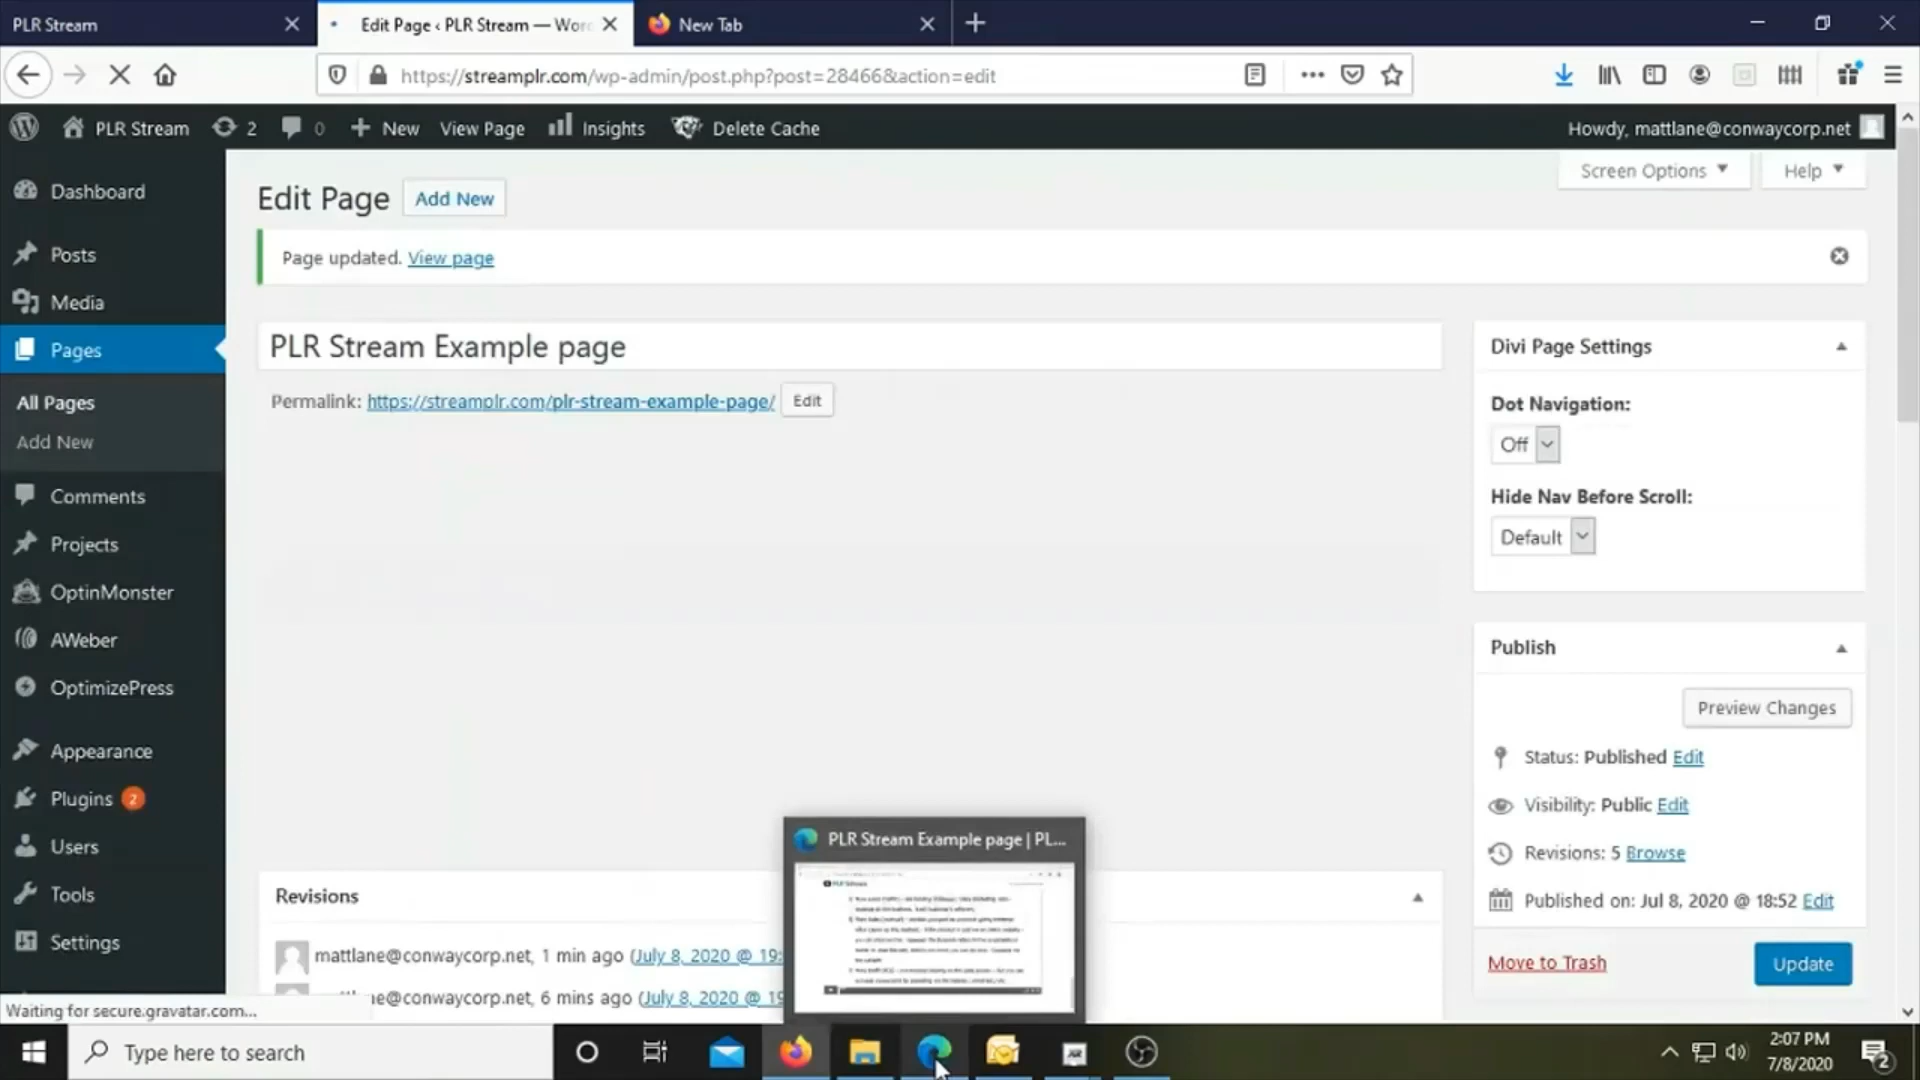 PLR Stream
Edit Page ‹ PLR Stream — Wor
New Tab
https://streamplr.com/wp-admin/post.php?post=28466&action=edit
PLR Stream
2
0
New
View Page
Insights
Delete Cache
Howdy, mattlane@conwaycorp.net
Screen Options
Help
Dashboard
Posts
Media
Pages
All Pages
Add New
Comments
Projects
OptinMonster
AWeber
OptimizePress
Appearance
Plugins 2
Users
Tools
Settings
Edit Page
Add New
Page updated. View page
PLR Stream Example page
Permalink: https://streamplr.com/plr-stream-example-page/ Edit
Divi Page Settings
Dot Navigation:
Off
Hide Nav Before Scroll:
Default
Publish
Preview Changes
Status: Published Edit
Visibility: Public Edit
Revisions: 5 Browse
Published on: Jul 8, 2020 @ 18:52 Edit
Move to Trash
Update
Revisions
mattlane@conwaycorp.net, 1 min ago (July 8, 2020 @ 19:
6 mins ago (July 8, 2020 @ 19
PLR Stream Example page | PL...
Waiting for secure.gravatar.com...
Type here to search
2:07 PM
7/8/2020
2